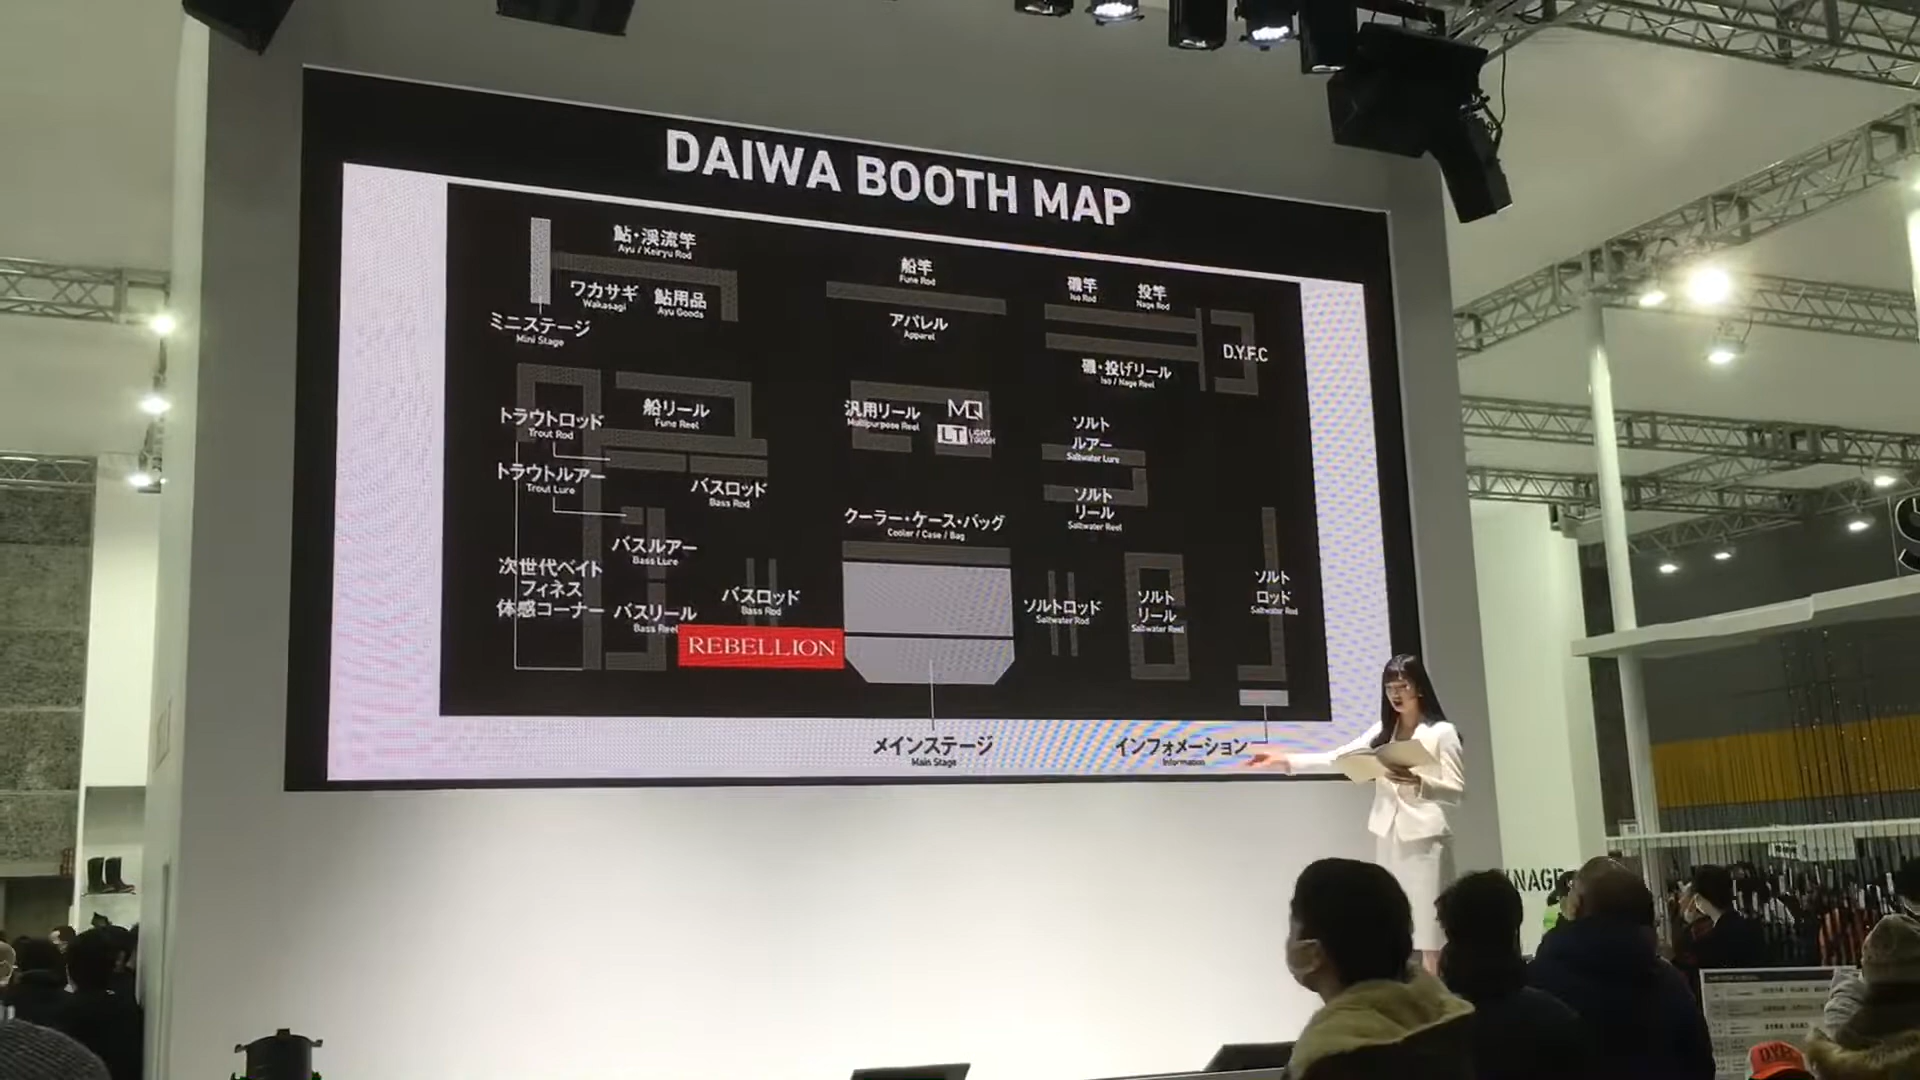 DAIWA BOOTH MAP
鮎・渓流竿
Ayu / Keiryu Rod
ワカサギ
Wakasagi
鮎用品
Ayu Goods
ミニステージ
Mini Stage
船竿
Fune Rod
アパレル
Apparel
磯竿
Iso Rod
投竿
Nage Rod
D.Y.F.C
磯・投げリール
Iso / Nage Reel
トラウトロッド
Trout Rod
船リール
Fune Reel
汎用リール
Multipurpose Reel
MQ
LT LIGHT TOUGH
ソルト
ルアー
Saltwater Lure
トラウトルアー
Trout Lure
バスロッド
Bass Rod
ソルト
リール
Saltwater Reel
クーラー・ケース・バッグ
Cooler / Case / Bag
バスルアー
Bass Lure
次世代ベイト
フィネス
体感コーナー
バスリール
Bass Reel
バスロッド
Bass Rod
REBELLION
ソルトロッド
Saltwater Rod
ソルト
リール
Saltwater Reel
ソルト
ロッド
Saltwater Rod
メインステージ
Main Stage
インフォメーション
Information